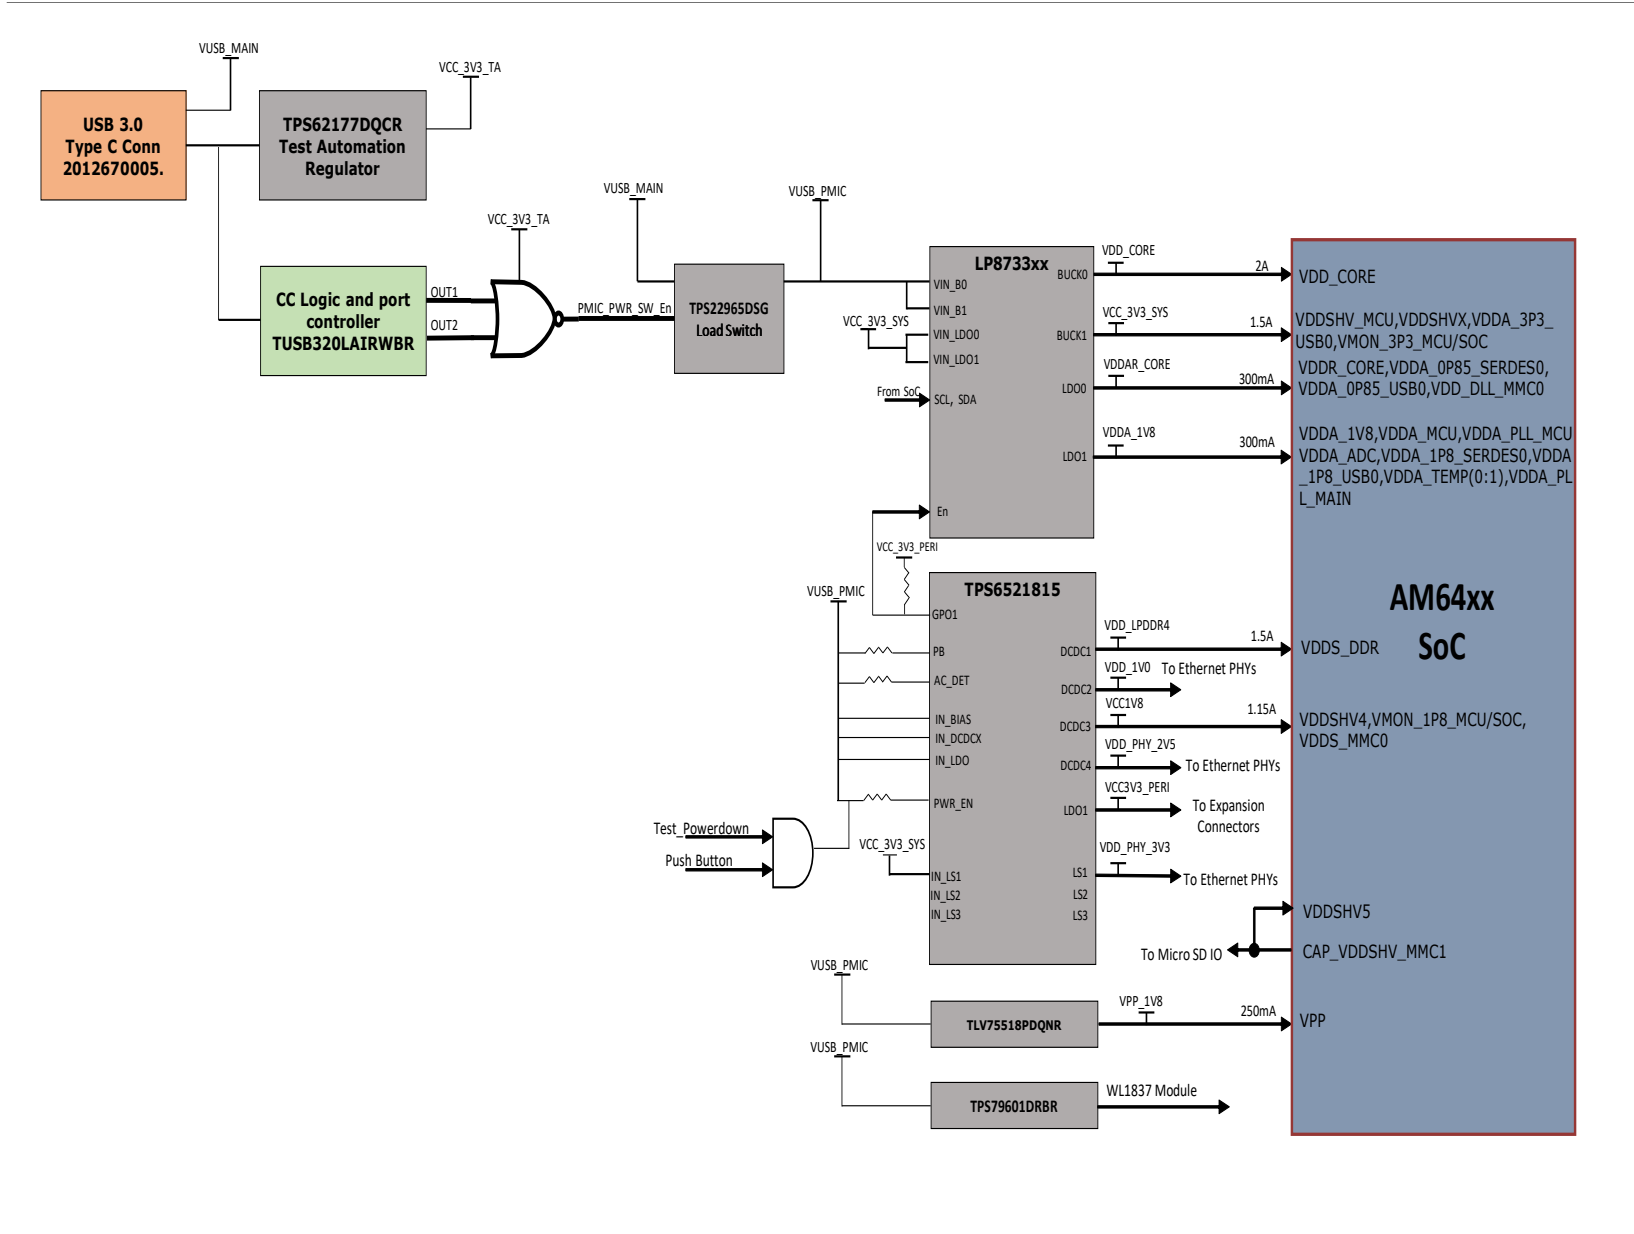 VUSB_MAIN
VCC_3V3_TA
USB 3.0
Type C Conn
2012670005.
TPS62177DQCR
Test Automation
Regulator
VCC_3V3_TA
CC Logic and port
controller
TUSB320LAIRWBR
OUT1
OUT2
PMIC_PWR_SW_En
VUSB_MAIN
TPS22965DSG
Load Switch
VUSB_PMIC
LP8733xx
VIN_B0
VIN_B1
VCC_3V3_SYS
VIN_LDO0
VIN_LDO1
From SoC
SCL, SDA
En
BUCK0
BUCK1
LDO0
LDO1
VDD_CORE
2A
VCC_3V3_SYS
1.5A
VDDAR_CORE
300mA
VDDA_1V8
300mA
VDD_CORE
VDDSHV_MCU,VDDSHVX,VDDA_3P3_
USB0,VMON_3P3_MCU/SOC
VDDR_CORE,VDDA_0P85_SERDES0,
VDDA_0P85_USB0,VDD_DLL_MMC0
VDDA_1V8,VDDA_MCU,VDDA_PLL_MCU
VDDA_ADC,VDDA_1P8_SERDES0,VDDA
_1P8_USB0,VDDA_TEMP(0:1),VDDA_PL
L_MAIN
AM64xx
SoC
VCC_3V3_PERI
VUSB_PMIC
TPS6521815
GPO1
PB
AC_DET
IN_BIAS
IN_DCDCX
IN_LDO
PWR_EN
Test_Powerdown
Push Button
VCC_3V3_SYS
IN_LS1
IN_LS2
IN_LS3
DCDC1
DCDC2
DCDC3
DCDC4
LDO1
LS1
LS2
LS3
VDD_LPDDR4
1.5A
VDDS_DDR
VDD_1V0
To Ethernet PHYs
VCC1V8
1.15A
VDDSHV4,VMON_1P8_MCU/SOC,
VDDS_MMC0
VDD_PHY_2V5
To Ethernet PHYs
VCC3V3_PERI
To Expansion
Connectors
VDD_PHY_3V3
To Ethernet PHYs
VDDSHV5
To Micro SD IO
CAP_VDDSHV_MMC1
VUSB_PMIC
TLV75518PDQNR
VPP_1V8
250mA
VPP
VUSB_PMIC
TPS79601DRBR
WL1837 Module